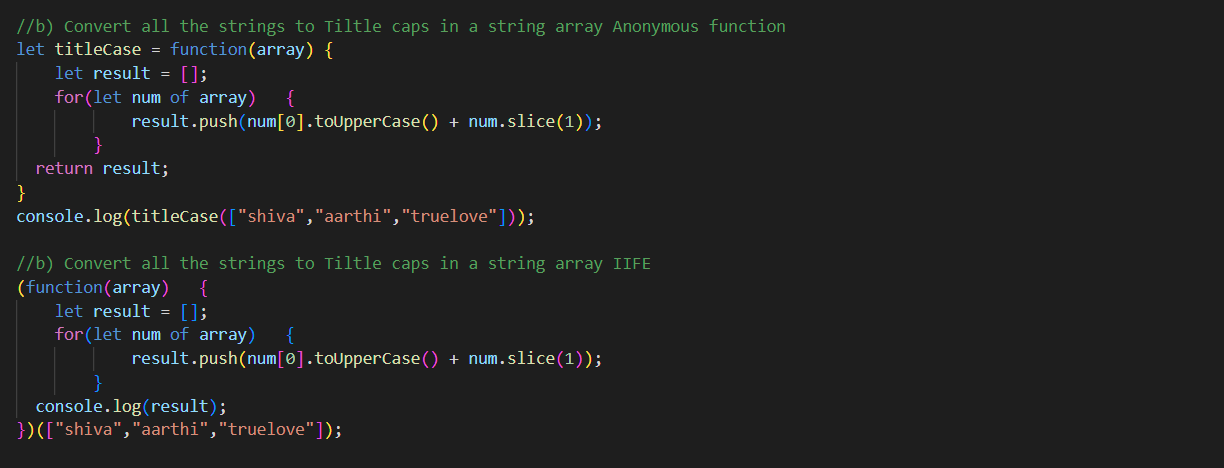 //b) Convert all the strings to Tiltle caps in a string array Anonymous function
let titleCase = function(array) {
    let result = [];
    for(let num of array)   {
            result.push(num[0].toUpperCase() + num.slice(1));
        }
  return result;
}
console.log(titleCase(["shiva","aarthi","truelove"]));

//b) Convert all the strings to Tiltle caps in a string array IIFE
(function(array)   {
    let result = [];
    for(let num of array)   {
            result.push(num[0].toUpperCase() + num.slice(1));
        }
  console.log(result);
})(["shiva","aarthi","truelove"]);